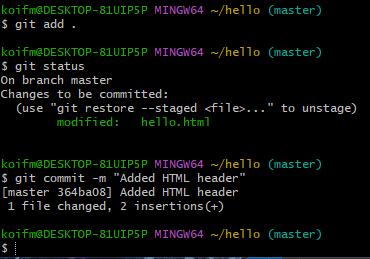 koifm@DESKTOP-81UIP5P MINGW64 ~/hello (master)
$ git add .
koifm@DESKTOP-81UIP5P MINGW64 ~/hello (master)
$ git status
On branch master
Changes to be committed:
  (use "git restore --staged <file>..." to unstage)
        modified:   hello.html
koifm@DESKTOP-81UIP5P MINGW64 ~/hello (master)
$ git commit -m "Added HTML header"
[master 364ba08] Added HTML header
 1 file changed, 2 insertions(+)
koifm@DESKTOP-81UIP5P MINGW64 ~/hello (master)
$